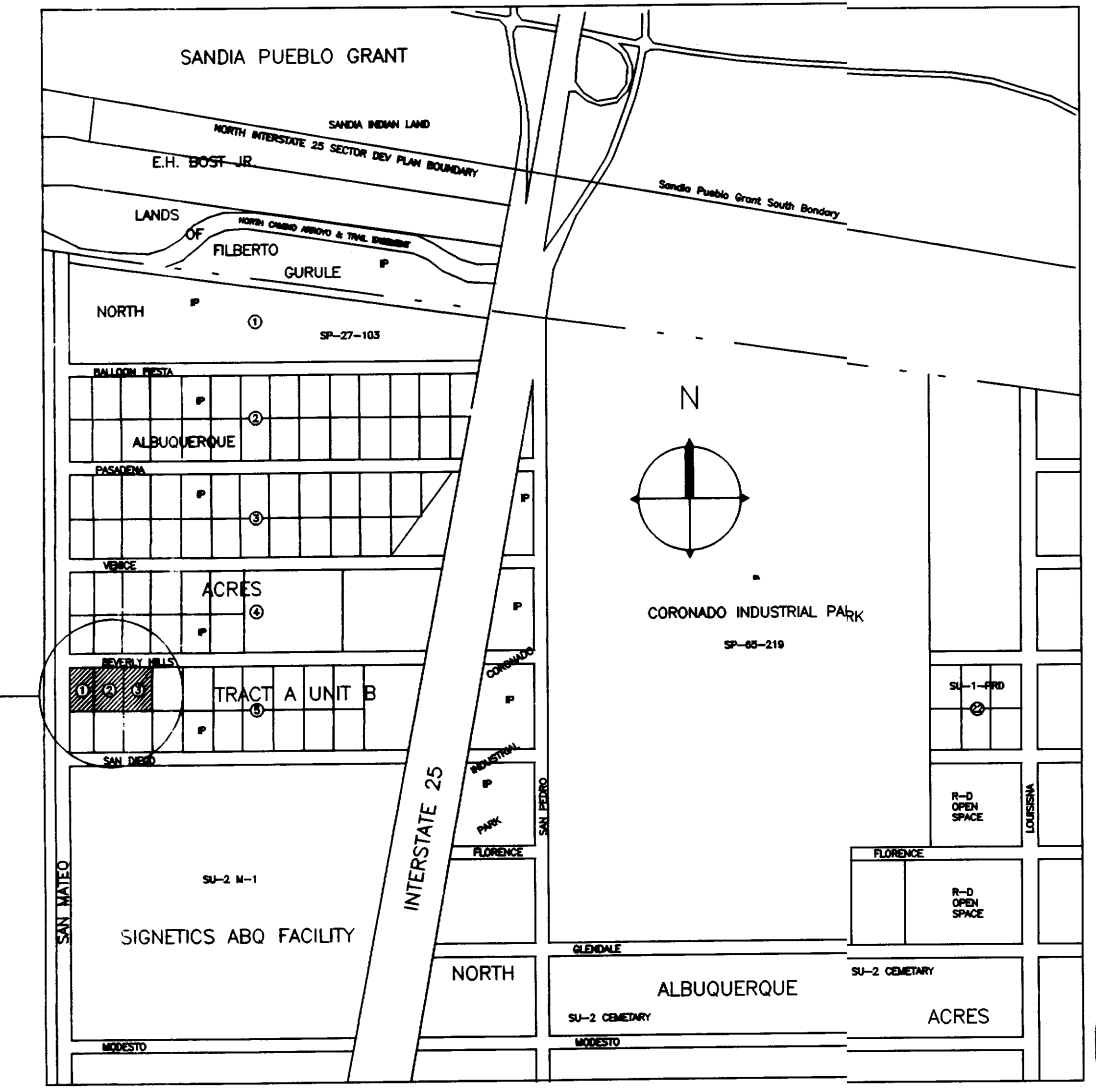 SANDIA PUEBLO GRANT
SANDIA INDIAN LAND
NORTH INTERSTATE 25 SECTOR DEV PLAN BOUNDARY
E.H. BOST JR.
Sandia Pueblo Grant South Bondary
LANDS
OF
NORTH CAMINO ARROYO & TRAIL EASEMENT
FILBERTO
GURULE
IP
IP
NORTH
1
SP-27-103
BALLOON FIESTA
IP
2
ALBUQUERQUE
N
PASADENA
IP
IP
3
VENICE
ACRES
4
IP
IP
CORONADO INDUSTRIAL PARK
SP-65-219
BEVERLY HILLS
CORONADO
1 2 3
TRACT A UNIT B
5
IP
IP
SU-1-PRD
22
SAN DIEGO
INDUSTRIAL
IP
PARK
INTERSTATE 25
SAN PEDRO
R-D
OPEN
SPACE
LOUISISNA
FLORENCE
FLORENCE
SU-2 M-1
R-D
OPEN
SPACE
SAN MATEO
SIGNETICS ABQ FACILITY
GLENDALE
NORTH
ALBUQUERQUE
SU-2 CEMETARY
SU-2 CEMETARY
ACRES
MODESTO
MODESTO